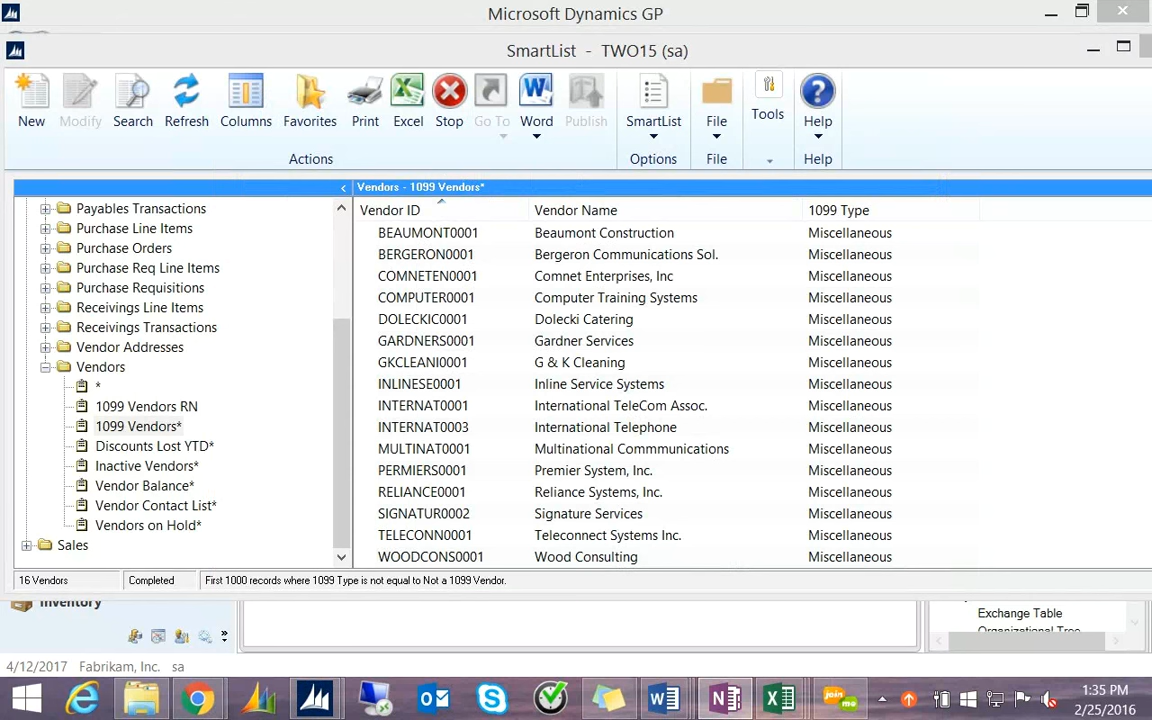 Microsoft Dynamics GP
SmartList - TWO15 (sa)
New Modify Search Refresh Columns Favorites Print Excel Stop Go To Word Publish SmartList File Tools Help
Actions Options File Help
Vendors - 1099 Vendors*
Payables Transactions
Purchase Line Items
Purchase Orders
Purchase Req Line Items
Purchase Requisitions
Receivings Line Items
Receivings Transactions
Vendor Addresses
Vendors
*
1099 Vendors RN
1099 Vendors*
Discounts Lost YTD*
Inactive Vendors*
Vendor Balance*
Vendor Contact List*
Vendors on Hold*
Sales
Vendor ID Vendor Name 1099 Type
BEAUMONT0001 Beaumont Construction Miscellaneous
BERGERON0001 Bergeron Communications Sol. Miscellaneous
COMNETEN0001 Comnet Enterprises, Inc Miscellaneous
COMPUTER0001 Computer Training Systems Miscellaneous
DOLECKIC0001 Dolecki Catering Miscellaneous
GARDNERS0001 Gardner Services Miscellaneous
GKCLEANI0001 G & K Cleaning Miscellaneous
INLINESE0001 Inline Service Systems Miscellaneous
INTERNAT0001 International TeleCom Assoc. Miscellaneous
INTERNAT0003 International Telephone Miscellaneous
MULTINAT0001 Multinational Commmunications Miscellaneous
PERMIERS0001 Premier System, Inc. Miscellaneous
RELIANCE0001 Reliance Systems, Inc. Miscellaneous
SIGNATUR0002 Signature Services Miscellaneous
TELECONN0001 Teleconnect Systems Inc. Miscellaneous
WOODCONS0001 Wood Consulting Miscellaneous
16 Vendors Completed First 1000 records where 1099 Type is not equal to Not a 1099 Vendor.
Inventory
Exchange Table
Organizational Tree
4/12/2017 Fabrikam, Inc. sa
join me
1:35 PM
2/25/2016